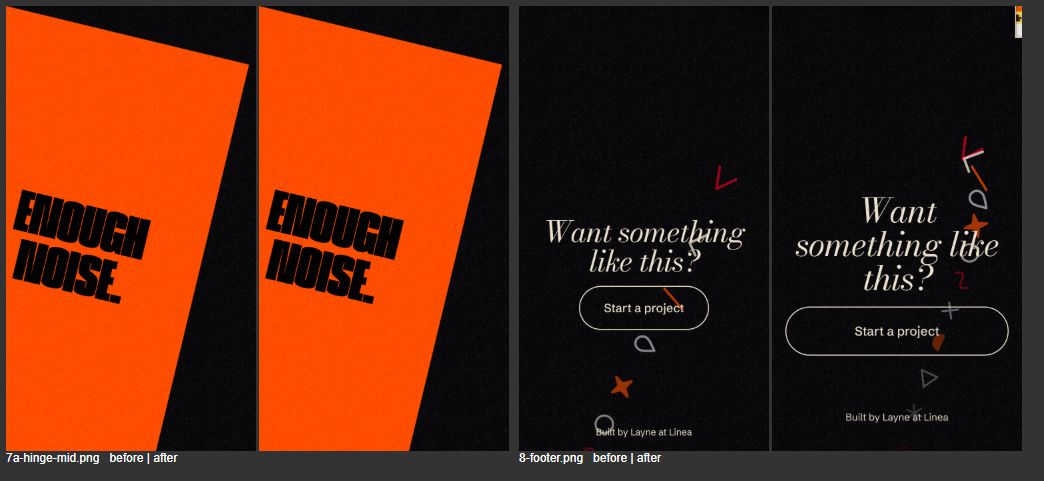 ENOUGH
NOISE.
ENOUGH
NOISE.
Want something
like this?
Start a project
Built by Layne at Linea
Want
something like
this?
Start a project
Built by Layne at Linea
7a-hinge-mid.png before | after
8-footer.png before | after